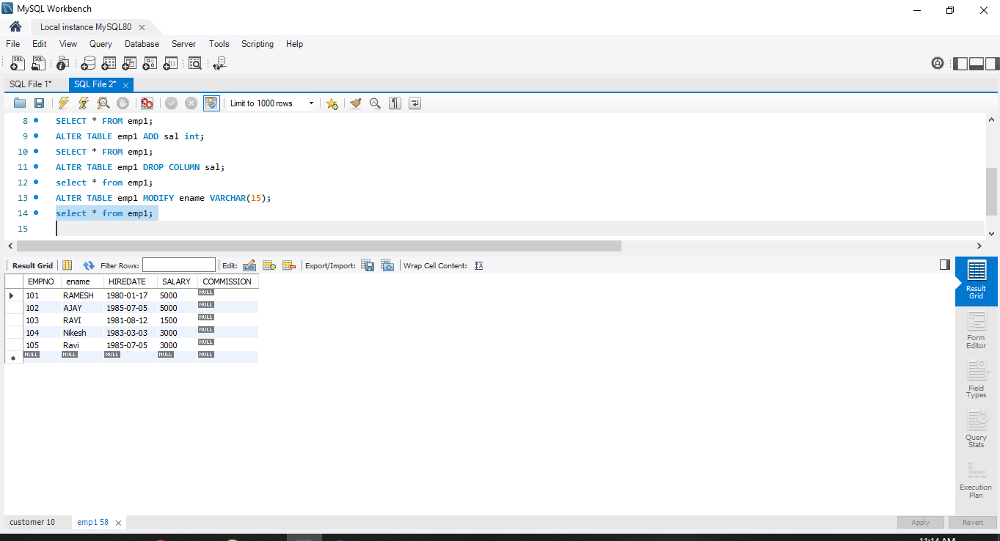 MySQL Workbench
Local instance MySQL80
File Edit View Query Database Server Tools Scripting Help
SQL File 1* SQL File 2*
Limit to 1000 rows
8 SELECT * FROM emp1;
9 ALTER TABLE emp1 ADD sal int;
10 SELECT * FROM emp1;
11 ALTER TABLE emp1 DROP COLUMN sal;
12 select * from emp1;
13 ALTER TABLE emp1 MODIFY ename VARCHAR(15);
14 select * from emp1;
15
Result Grid Filter Rows: Edit: Export/Import: Wrap Cell Content:
EMPNO ename HIREDATE SALARY COMMISSION
101 RAMESH 1980-01-17 5000 NULL
102 AJAY 1985-07-05 5000 NULL
103 RAVI 1981-08-12 1500 NULL
104 Nikesh 1983-03-03 3000 NULL
105 Ravi 1985-07-05 3000 NULL
NULL NULL NULL NULL NULL
Result
Grid
Form
Editor
Field
Types
Query
Stats
Execution
Plan
customer 10 emp1 58
Apply Revert
11:14 AM